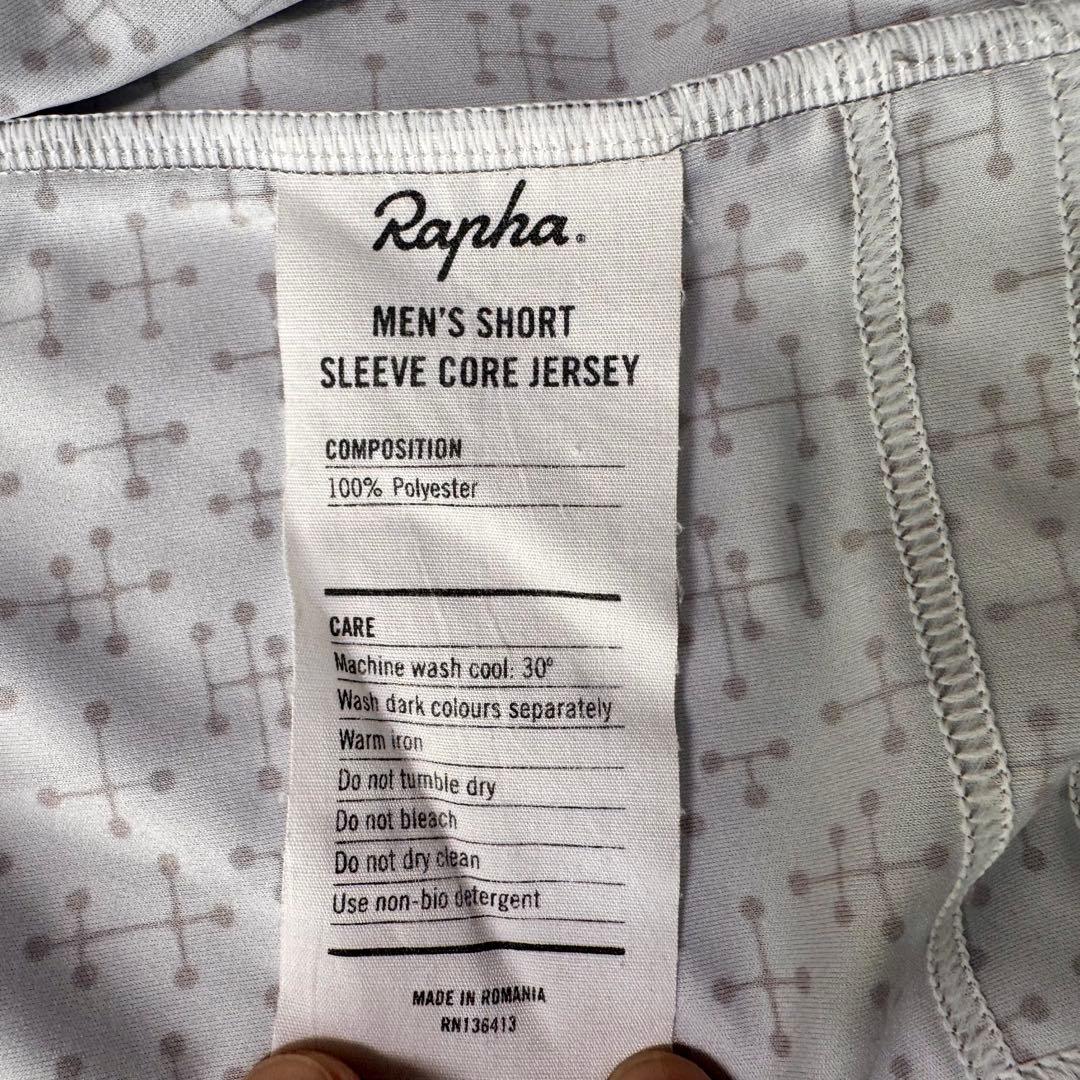 Rapha®
MEN'S SHORT
SLEEVE CORE JERSEY
COMPOSITION
100% Polyester
CARE
Machine wash cool: 30°
Wash dark colours separately
Warm iron
Do not tumble dry
Do not bleach
Do not dry clean
Use non-bio detergent
MADE IN ROMANIA
RN136413